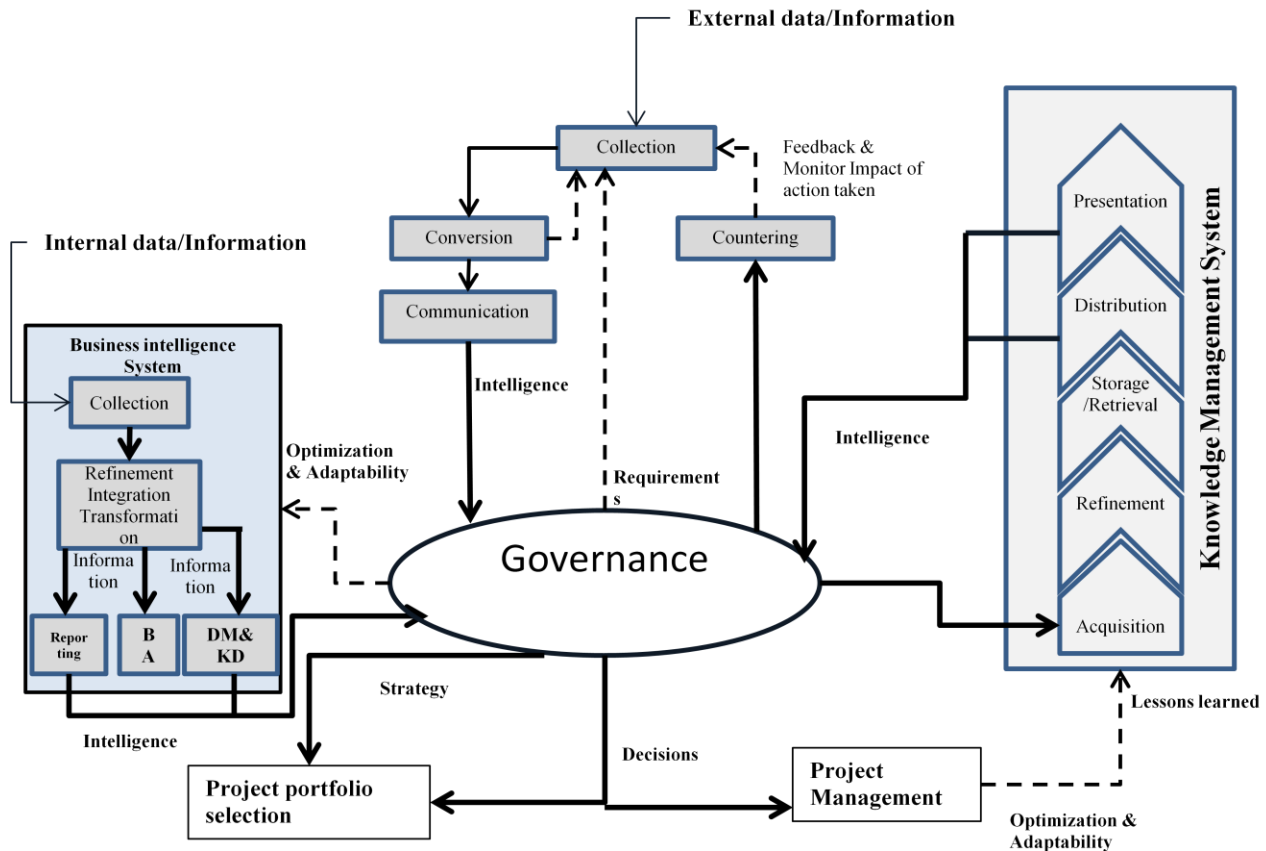 External data/Information
Collection
Feedback &
Monitor Impact of
action taken
Conversion
Countering
Communication
Internal data/Information
Business intelligence
System
Collection
Refinement
Integration
Transformati
on
Informa
tion
Informa
tion
Repor
ting
B
A
DM&
KD
Intelligence
Optimization
& Adaptability
Intelligence
Requirement
s
Governance
Intelligence
Presentation
Distribution
Storage
/Retrieval
Refinement
Acquisition
Knowledge Management System
Strategy
Decisions
Lessons learned
Project portfolio
selection
Project
Management
Optimization &
Adaptability